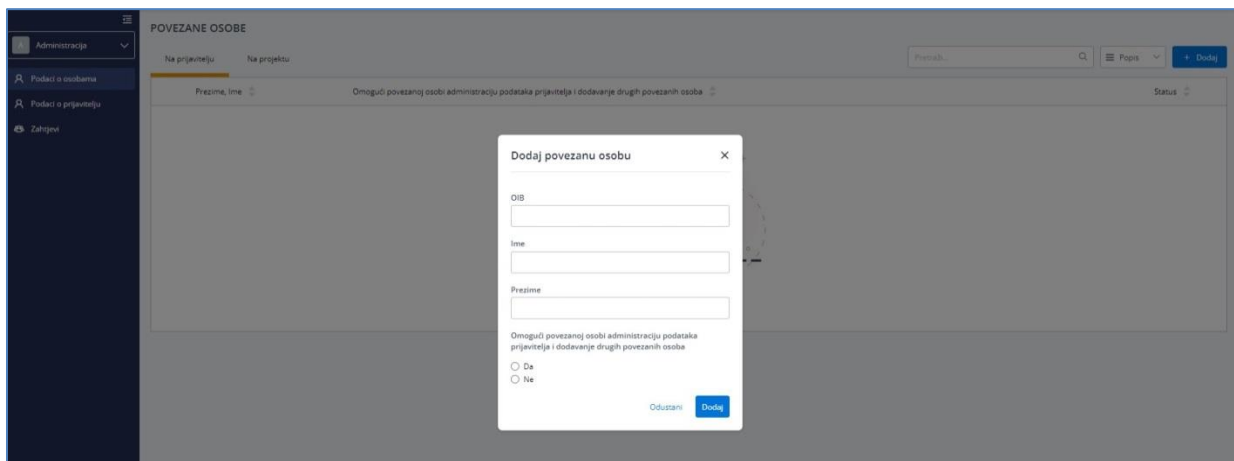 POVEZANE OSOBE
A Administracija
Podaci o osobama
Podaci o prijavitelju
Zahtjevi
Na prijavitelju Na projektu
Pretraži... Popis + Dodaj
Prezime, Ime Omogući povezanoj osobi administraciju podataka prijavitelja i dodavanje drugih povezanih osoba Status
Dodaj povezanu osobu
OIB
Ime
Prezime
Omogući povezanoj osobi administraciju podataka
prijavitelja i dodavanje drugih povezanih osoba
Da
Ne
Odustani Dodaj